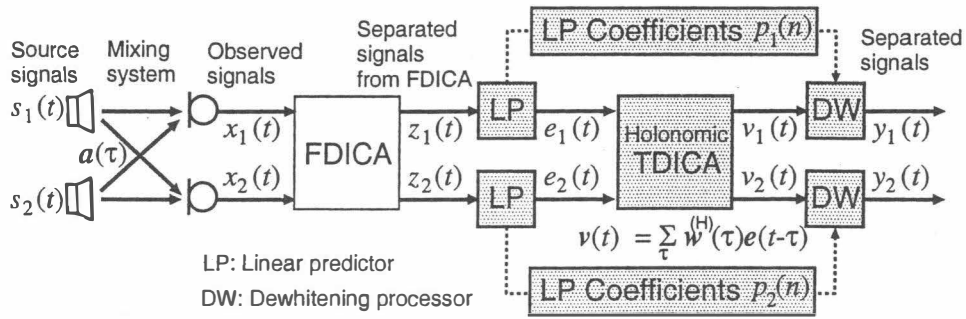 LP Coefficients p₁(n)
Source signals
Mixing system
Observed signals
Separated signals from FDICA
Separated signals
s₁(t)
a(τ)
x₁(t)
FDICA
z₁(t)
LP
e₁(t)
Holonomic
TDICA
v₁(t)
DW
y₁(t)
s₂(t)
x₂(t)
z₂(t)
LP
e₂(t)
v₂(t)
DW
y₂(t)
v(t) = Σ_τ w^(H)(τ)e(t-τ)
LP: Linear predictor
DW: Dewhitening processor
LP Coefficients p₂(n)